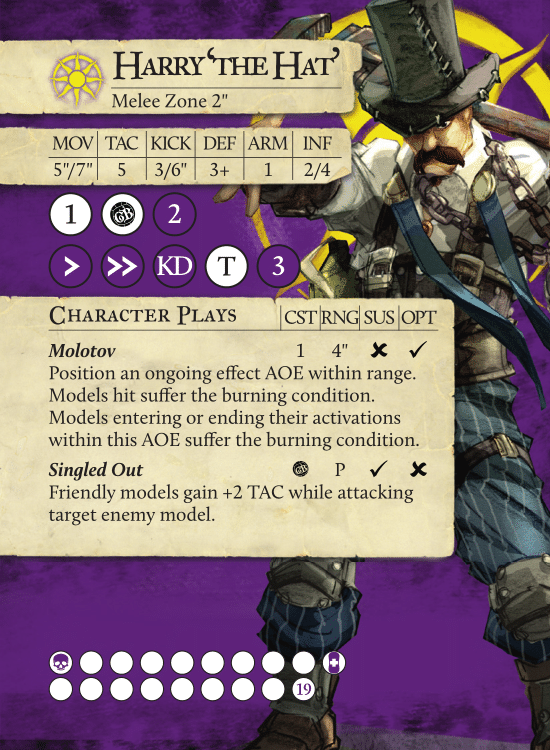 HARRY ‘THE HAT’
Melee Zone 2"
MOV TAC KICK DEF ARM INF
5"/7" 5 3/6" 3+ 1 2/4
1 GB 2
> >> KD T 3
CHARACTER PLAYS CST RNG SUS OPT
Molotov 1 4" ✘ ✓
Position an ongoing effect AOE within range.
Models hit suffer the burning condition.
Models entering or ending their activations
within this AOE suffer the burning condition.
Singled Out GB P ✓ ✘
Friendly models gain +2 TAC while attacking
target enemy model.
19